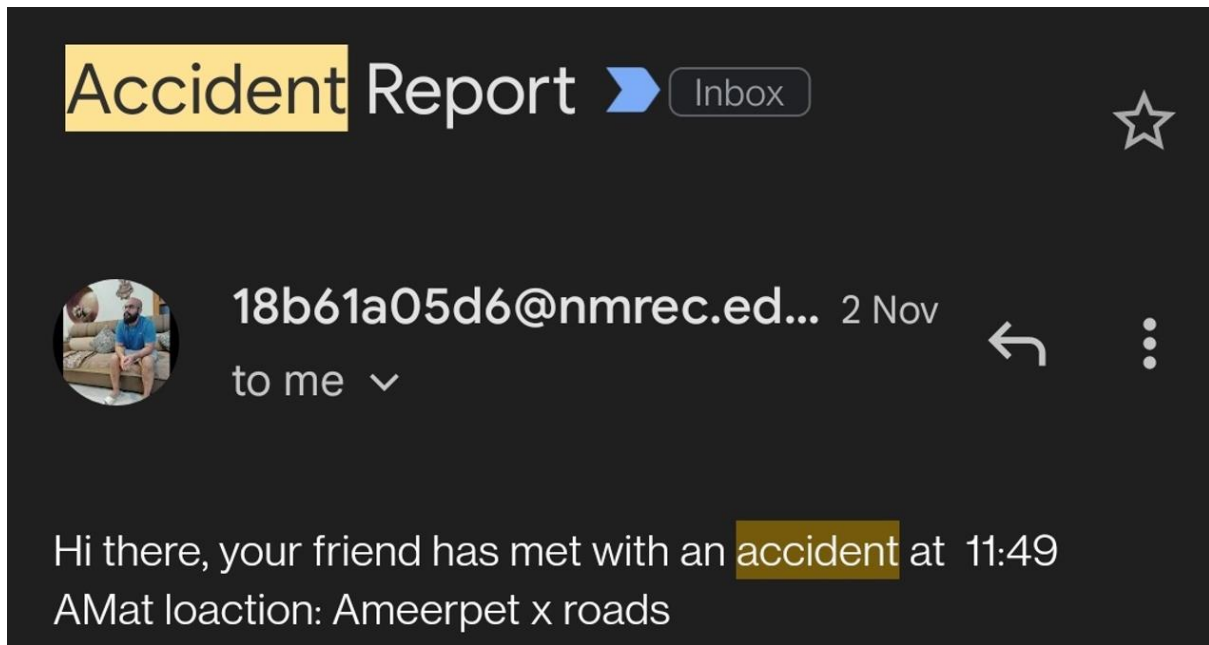 Accident Report Inbox
18b61a05d6@nmrec.ed... 2 Nov
to me
Hi there, your friend has met with an accident at  11:49
AMat loaction: Ameerpet x roads